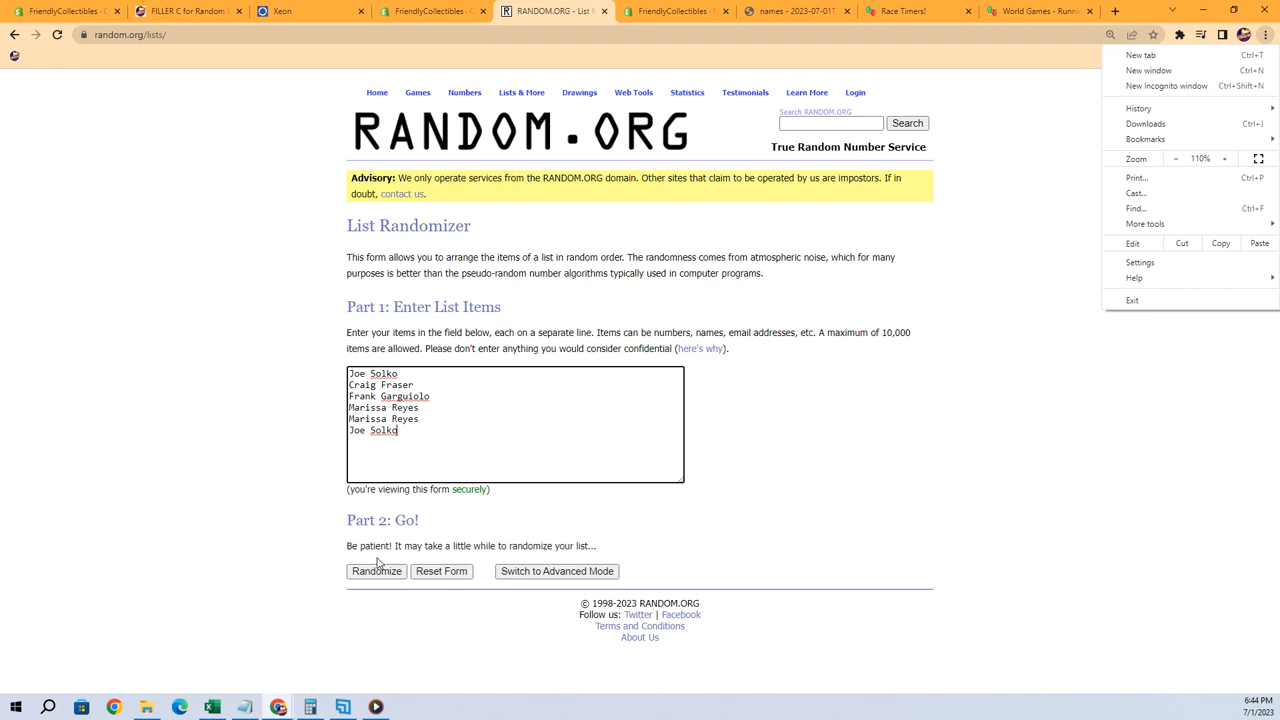 FriendlyCollectibles - C
FILLER C for Random C
Xeon
FriendlyCollectibles - C
RANDOM.ORG - List R
FriendlyCollectibles - S
names - 2023-07-01T
Race Timers!
World Games - Runni
random.org/lists/
New tab Ctrl+T
New window Ctrl+N
New Incognito window Ctrl+Shift+N
History
Downloads Ctrl+J
Bookmarks
Zoom - 110% +
Print... Ctrl+P
Cast...
Find... Ctrl+F
More tools
Edit Cut Copy Paste
Settings
Help
Exit
Home Games Numbers Lists & More Drawings Web Tools Statistics Testimonials Learn More Login
RANDOM.ORG
Search RANDOM.ORG
Search
True Random Number Service
Advisory: We only operate services from the RANDOM.ORG domain. Other sites that claim to be operated by us are impostors. If in
doubt, contact us.
List Randomizer
This form allows you to arrange the items of a list in random order. The randomness comes from atmospheric noise, which for many
purposes is better than the pseudo-random number algorithms typically used in computer programs.
Part 1: Enter List Items
Enter your items in the field below, each on a separate line. Items can be numbers, names, email addresses, etc. A maximum of 10,000
items are allowed. Please don't enter anything you would consider confidential (here's why).
Joe Solko
Craig Fraser
Frank Garguiolo
Marissa Reyes
Marissa Reyes
Joe Solko
(you're viewing this form securely)
Part 2: Go!
Be patient! It may take a little while to randomize your list...
Randomize Reset Form Switch to Advanced Mode
© 1998-2023 RANDOM.ORG
Follow us: Twitter | Facebook
Terms and Conditions
About Us
6:44 PM
7/1/2023